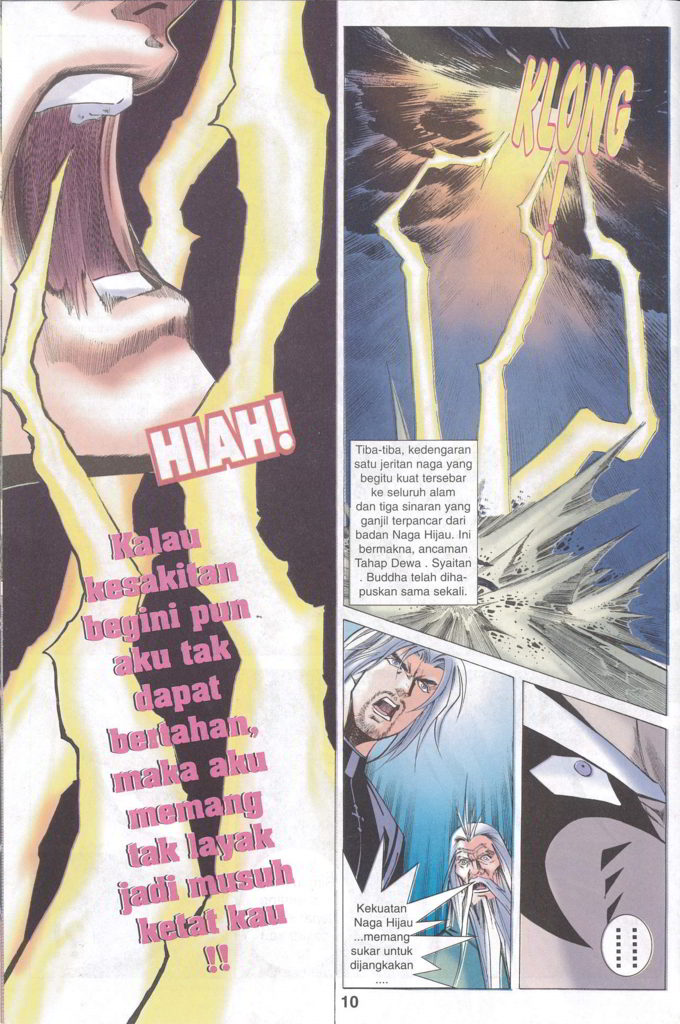 HIAH!
Kalau
kesakitan
begini pun
aku tak
dapat
bertahan,
maka aku
memang
tak layak
jadi musuh
ketat kau
!!
KLONG
!
Tiba-tiba, kedengaran
satu jeritan naga yang
begitu kuat tersebar
ke seluruh alam
dan tiga sinaran yang
ganjil terpancar dari
badan Naga Hijau. Ini
bermakna, ancaman
Tahap Dewa . Syaitan
. Buddha telah diha-
puskan sama sekali.
Kekuatan
Naga Hijau
...memang
sukar untuk
dijangkakan
....
10